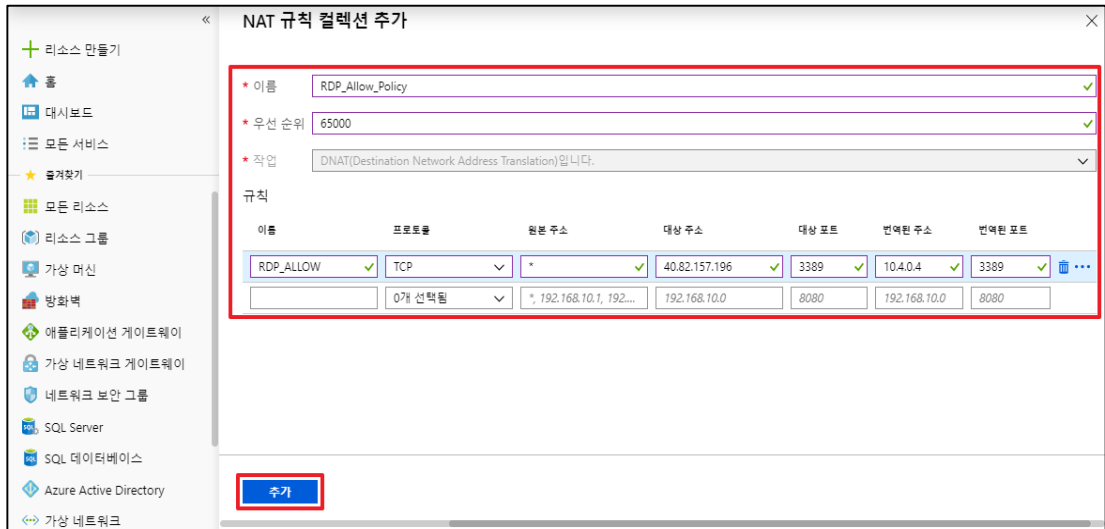 «
NAT 규칙 컬렉션 추가
리소스 만들기
홈
대시보드
모든 서비스
즐겨찾기
모든 리소스
리소스 그룹
가상 머신
방화벽
애플리케이션 게이트웨이
가상 네트워크 게이트웨이
네트워크 보안 그룹
SQL Server
SQL 데이터베이스
Azure Active Directory
가상 네트워크
* 이름 RDP_Allow_Policy
* 우선 순위 65000
* 작업 DNAT(Destination Network Address Translation)입니다.
규칙
이름 프로토콜 원본 주소 대상 주소 대상 포트 번역된 주소 번역된 포트
RDP_ALLOW TCP * 40.82.157.196 3389 10.4.0.4 3389 ...
0개 선택됨 *, 192.168.10.1, 192.... 192.168.10.0 8080 192.168.10.0 8080
추가